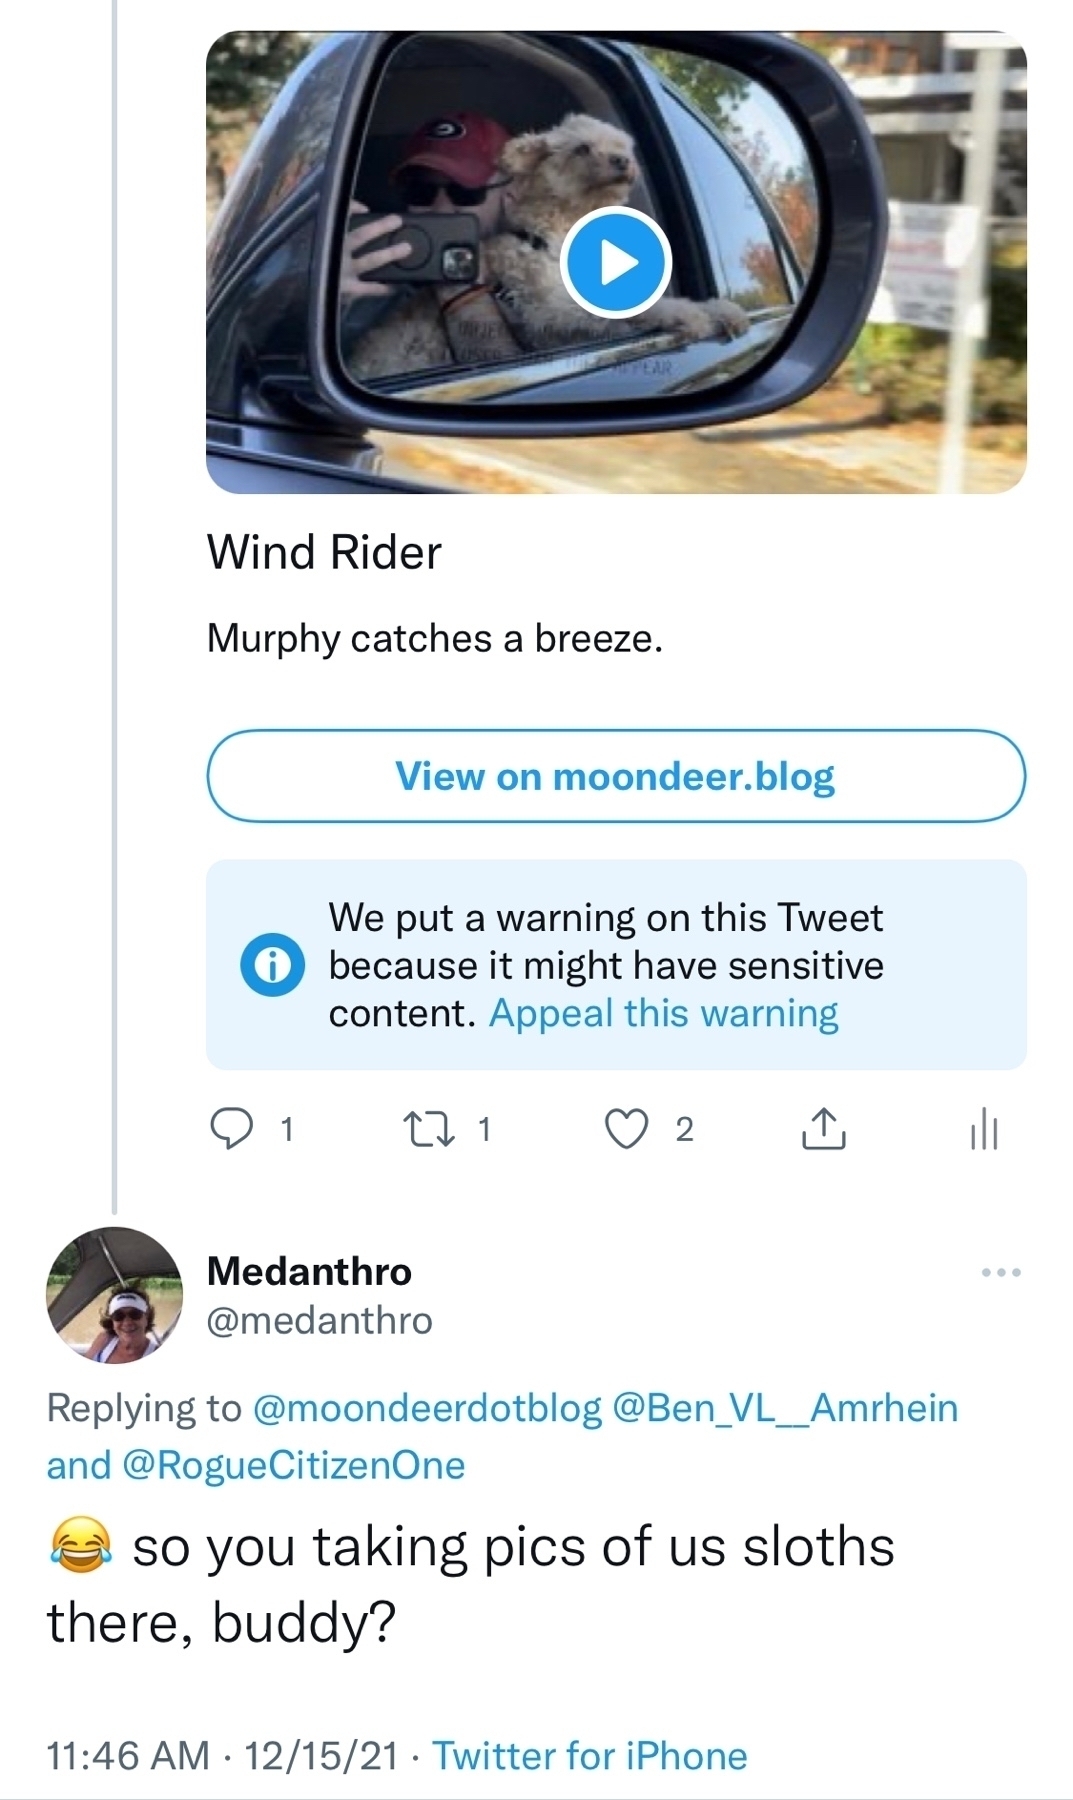 Wind Rider
Murphy catches a breeze.
View on moondeer.blog
We put a warning on this Tweet
because it might have sensitive
content. Appeal this warning
1 1 2
Medanthro
@medanthro
Replying to @moondeerdotblog @Ben_VL__Amrhein
and @RogueCitizenOne
😂 so you taking pics of us sloths
there, buddy?
11:46 AM · 12/15/21 · Twitter for iPhone